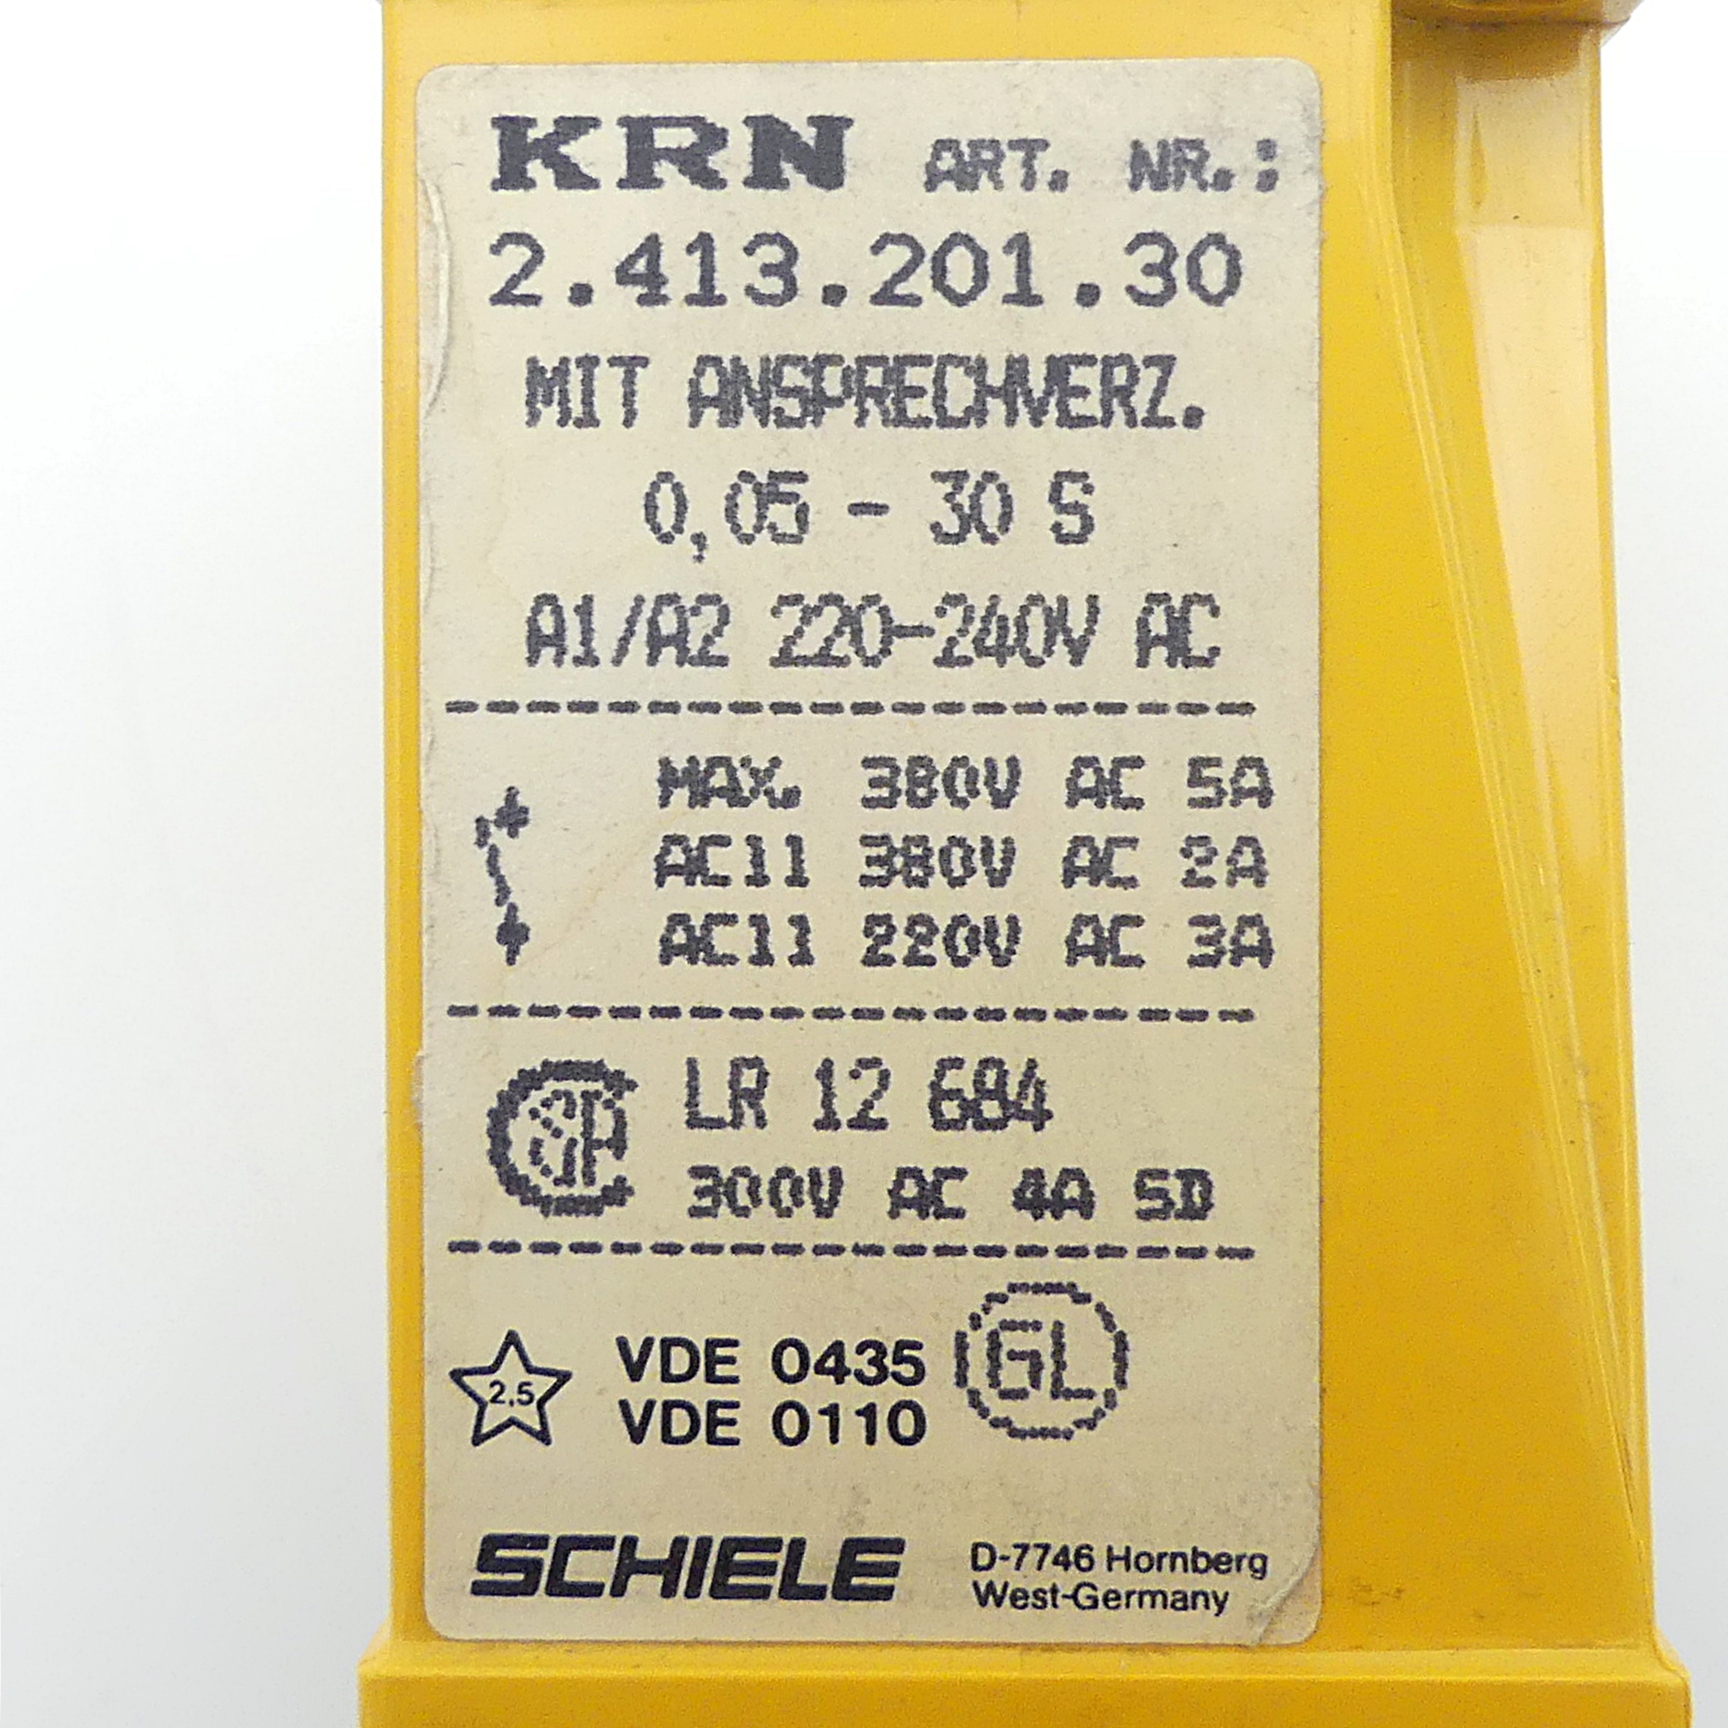 KRN ART. NR.:
2.413.201.30
MIT ANSPRECHVERZ.
0,05 - 30 S
A1/A2 220-240V AC
MAX. 380V AC 5A
AC11 380V AC 2A
AC11 220V AC 3A
LR 12 684
300V AC 4A SD
2,5
VDE 0435
VDE 0110
GL
SCHIELE
D-7746 Hornberg
West-Germany